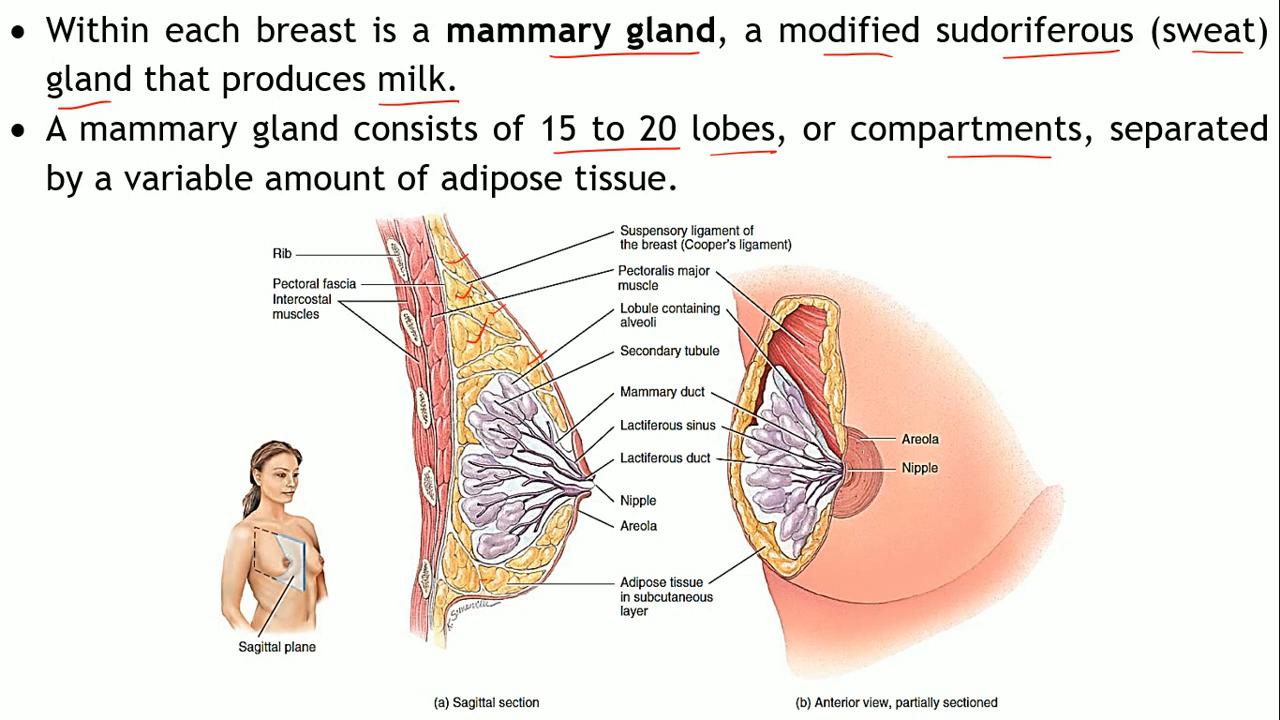 • Within each breast is a mammary gland, a modified sudoriferous (sweat)
gland that produces milk.
• A mammary gland consists of 15 to 20 lobes, or compartments, separated
by a variable amount of adipose tissue.
Rib
Pectoral fascia
Intercostal
muscles
Suspensory ligament of
the breast (Cooper's ligament)
Pectoralis major
muscle
Lobule containing
alveoli
Secondary tubule
Mammary duct
Lactiferous sinus
Lactiferous duct
Nipple
Areola
Adipose tissue
in subcutaneous
layer
Areola
Nipple
Sagittal plane
(a) Sagittal section
(b) Anterior view, partially sectioned